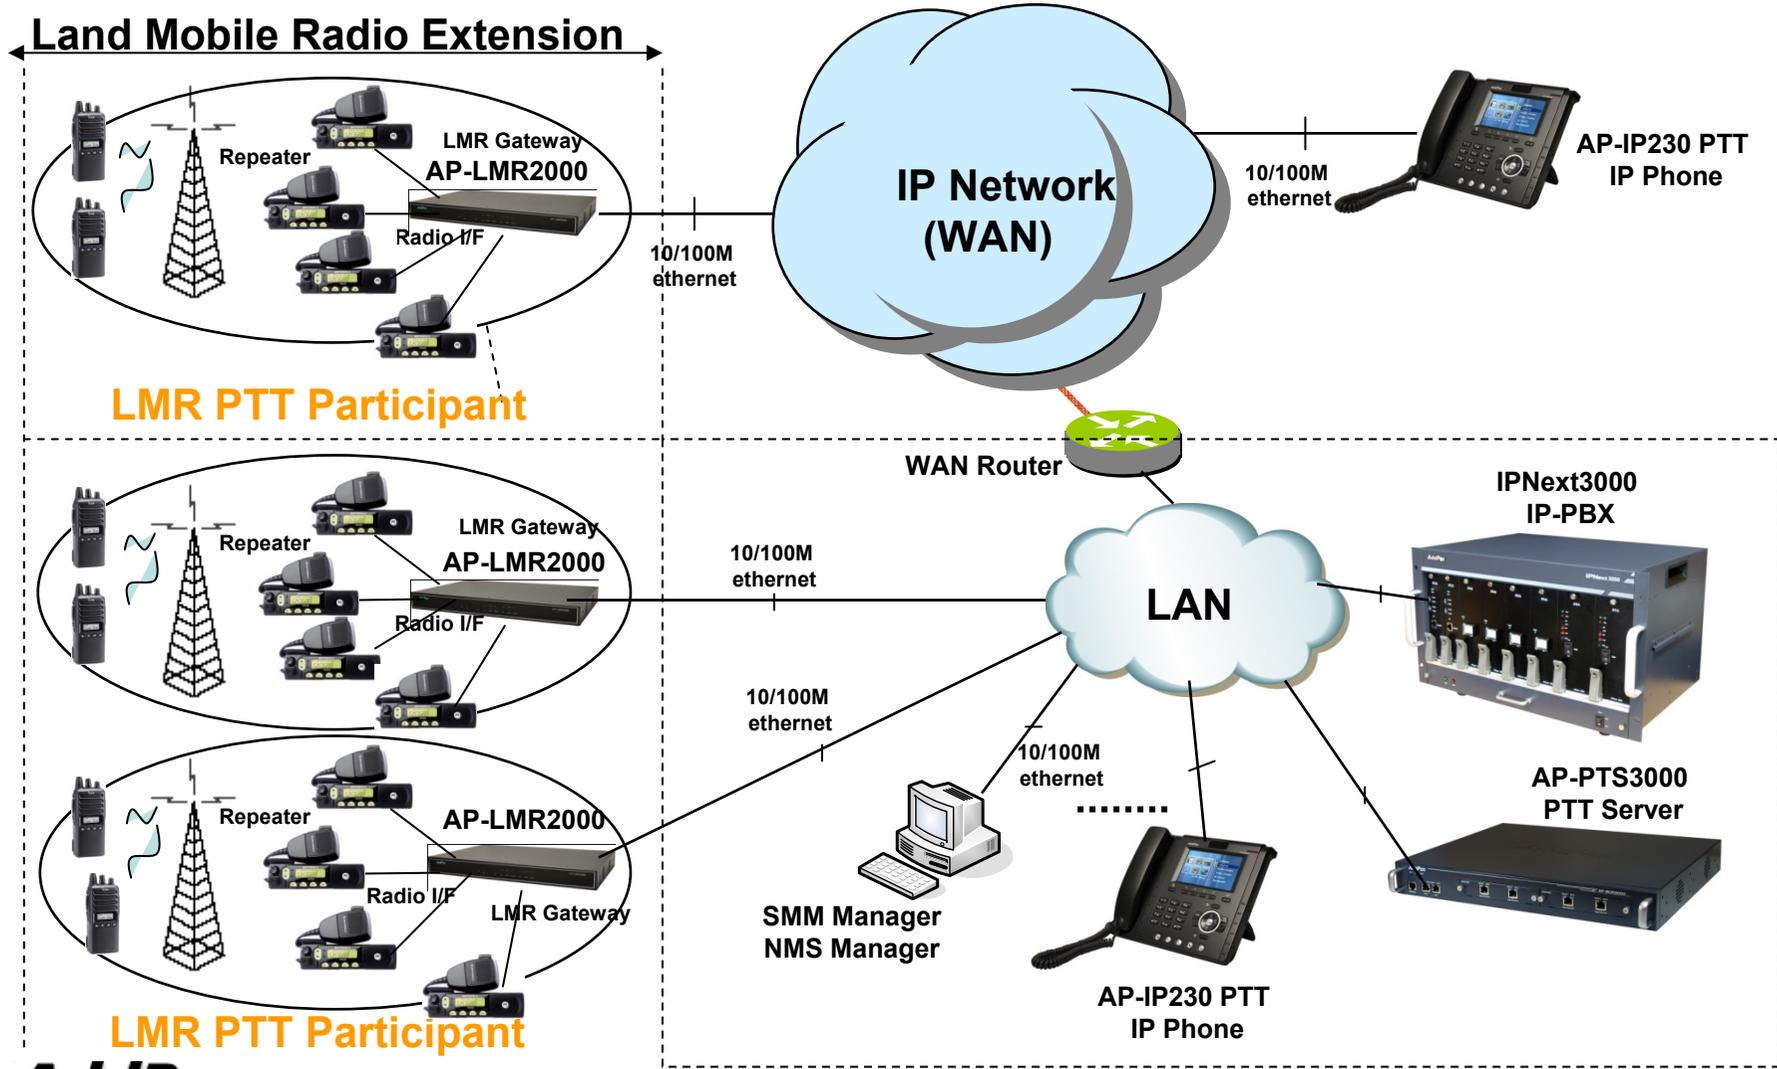 Land Mobile Radio Extension
Repeater
LMR Gateway
AP-LMR2000
Radio I/F
10/100M
ethernet
LMR PTT Participant
IP Network
(WAN)
10/100M
ethernet
AP-IP230 PTT
IP Phone
WAN Router
Repeater
LMR Gateway
AP-LMR2000
Radio I/F
10/100M
ethernet
LAN
IPNext3000
IP-PBX
IPNext 3000
10/100M
ethernet
10/100M
ethernet
Repeater
AP-LMR2000
Radio I/F
LMR Gateway
LMR PTT Participant
SMM Manager
NMS Manager
AP-IP230 PTT
IP Phone
AP-PTS3000
PTT Server